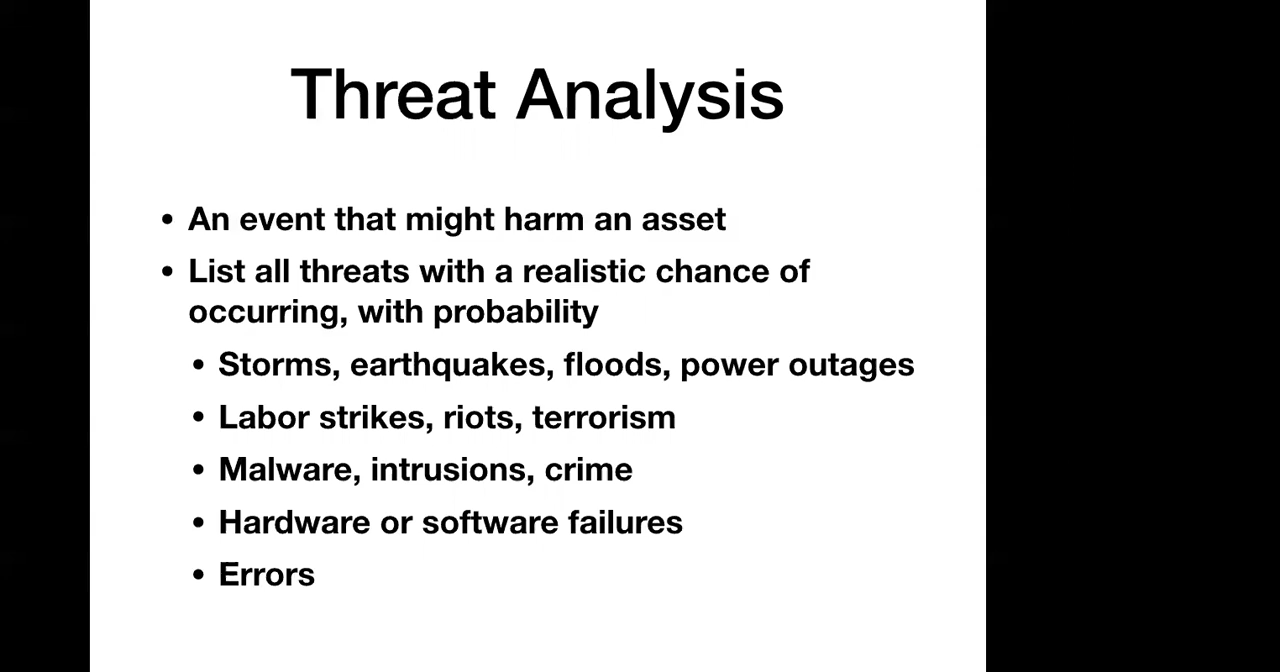 Threat Analysis
• An event that might harm an asset
• List all threats with a realistic chance of
occurring, with probability
• Storms, earthquakes, floods, power outages
• Labor strikes, riots, terrorism
• Malware, intrusions, crime
• Hardware or software failures
• Errors